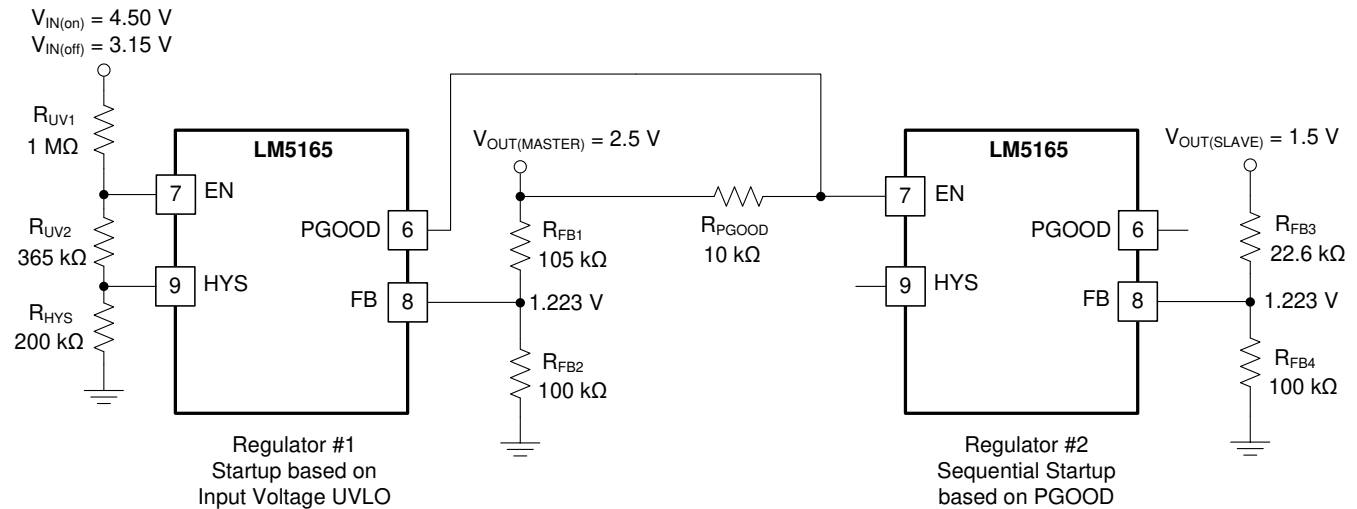 V_IN(on) = 4.50 V
V_IN(off) = 3.15 V
R_UV1
1 MΩ
R_UV2
365 kΩ
R_HYS
200 kΩ
LM5165
7
EN
9
HYS
PGOOD
6
FB
8
Regulator #1
Startup based on
Input Voltage UVLO
V_OUT(MASTER) = 2.5 V
R_FB1
105 kΩ
1.223 V
R_FB2
100 kΩ
R_PGOOD
10 kΩ
LM5165
7
EN
9
HYS
PGOOD
6
FB
8
Regulator #2
Sequential Startup
based on PGOOD
V_OUT(SLAVE) = 1.5 V
R_FB3
22.6 kΩ
1.223 V
R_FB4
100 kΩ